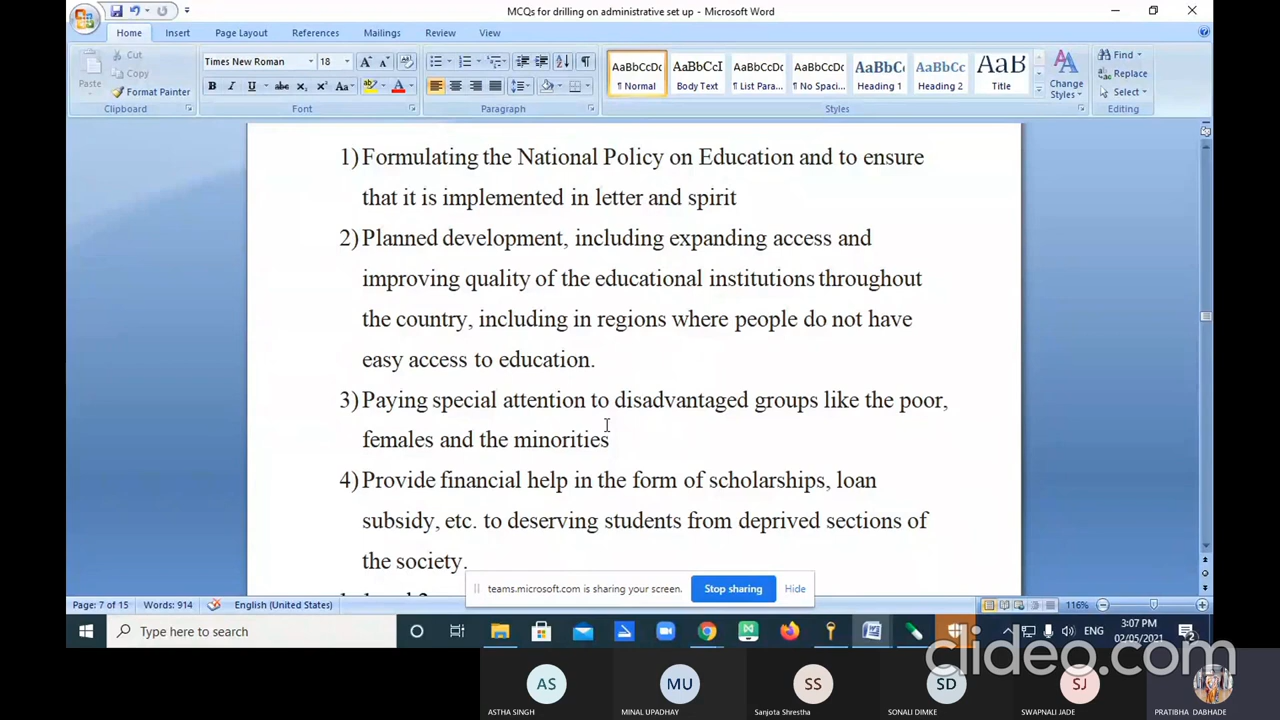 MCQs for drilling on administrative set up - Microsoft Word
Home Insert Page Layout References Mailings Review View
Cut
Copy
Paste
Format Painter
Clipboard
Times New Roman 18
B I U abc x₂ x² Aa
Font
Paragraph
AaBbCcDc AaBbCcI AaBbCcDc AaBbCcDc AaBbCc AaBbCc AaB
¶ Normal Body Text ¶ List Para... ¶ No Spaci... Heading 1 Heading 2 Title
Change Styles
Styles
Find
Replace
Select
Editing
1) Formulating the National Policy on Education and to ensure
that it is implemented in letter and spirit
2) Planned development, including expanding access and
improving quality of the educational institutions throughout
the country, including in regions where people do not have
easy access to education.
3) Paying special attention to disadvantaged groups like the poor,
females and the minorities
4) Provide financial help in the form of scholarships, loan
subsidy, etc. to deserving students from deprived sections of
the society.
teams.microsoft.com is sharing your screen. Stop sharing Hide
Page: 7 of 15 Words: 914 English (United States) 116%
Type here to search
ENG
3:07 PM
02/05/2021
clideo.com
AS MU SS SD SJ
ASTHA SINGH MINAL UPADHAY Sanjota Shrestha SONALI DIMKE SWAPNALI JADE PRATIBHA DABHADE